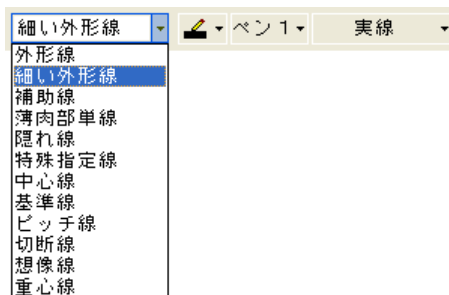 細い外形線 ペン 1 実線
外形線
細い外形線
補助線
薄肉部単線
隠れ線
特殊指定線
中心線
基準線
ピッチ線
切断線
想像線
重心線